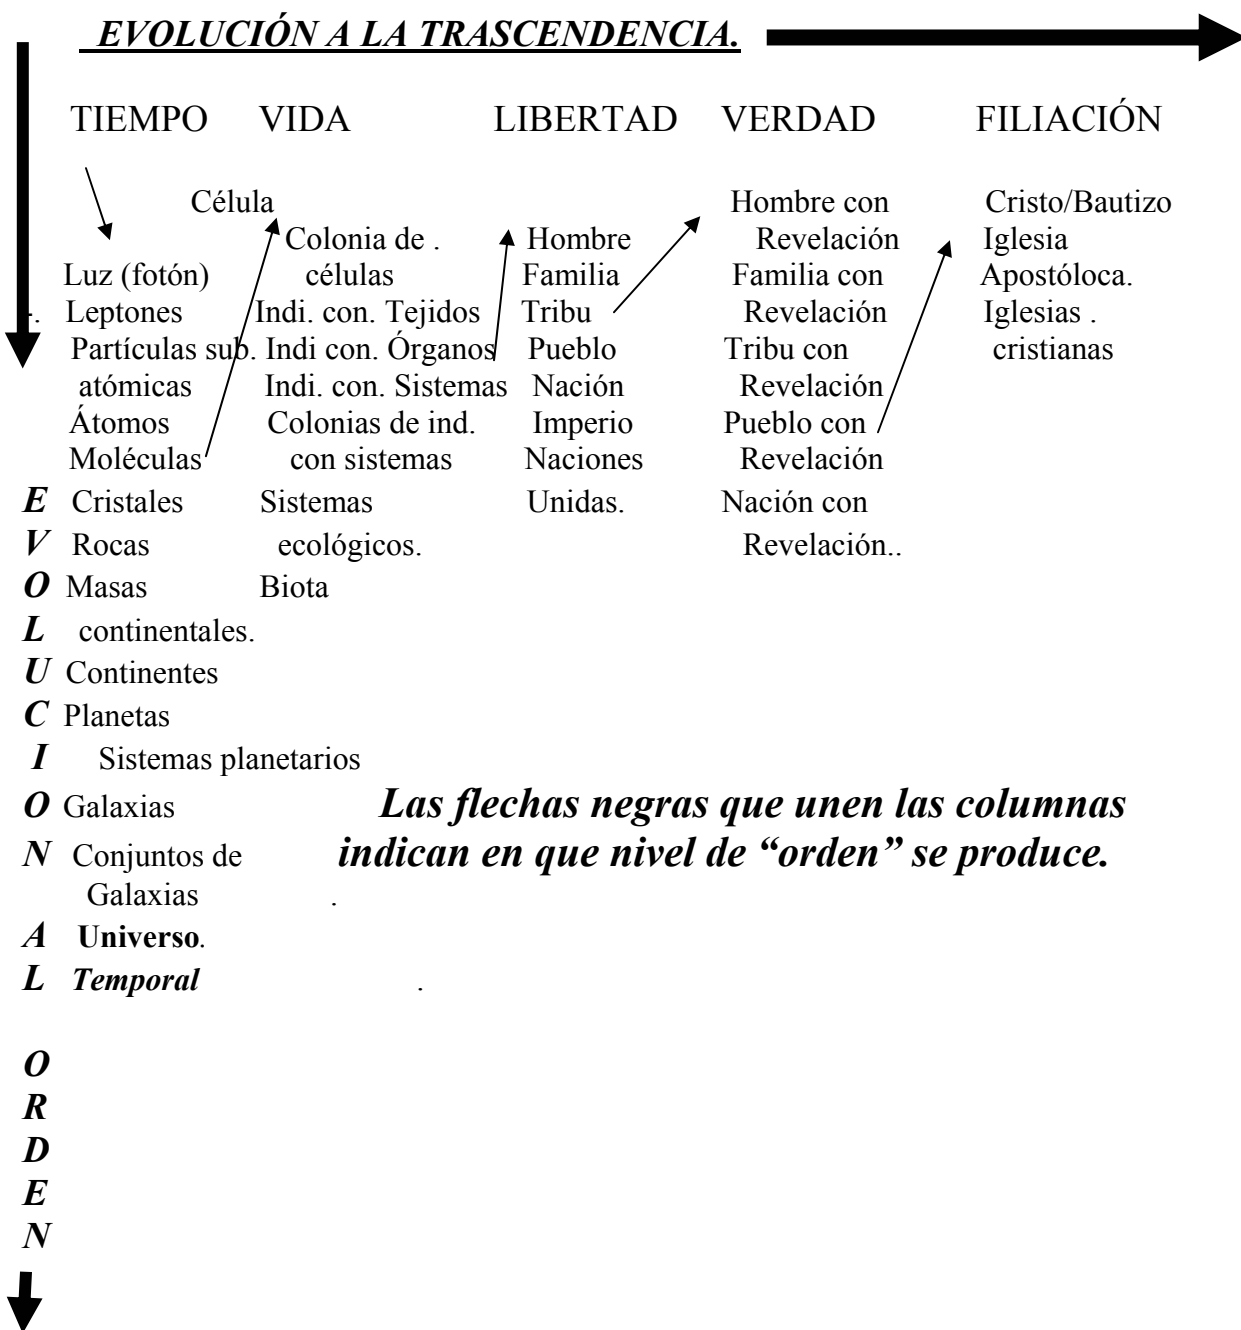 EVOLUCIÓN A LA TRASCENDENCIA.
TIEMPO VIDA LIBERTAD VERDAD FILIACIÓN
Célula Hombre con Cristo/Bautizo
Colonia de . Hombre Revelación Iglesia
Luz (fotón) células Familia Familia con Apostóloca.
-. Leptones Indi. con. Tejidos Tribu Revelación Iglesias .
Partículas sub. Indi con. Órganos Pueblo Tribu con cristianas
atómicas Indi. con. Sistemas Nación Revelación
Átomos Colonias de ind. Imperio Pueblo con
Moléculas con sistemas Naciones Revelación
E Cristales Sistemas Unidas. Nación con
V Rocas ecológicos. Revelación..
O Masas Biota
L continentales.
U Continentes
C Planetas
I Sistemas planetarios
O Galaxias Las flechas negras que unen las columnas
N Conjuntos de indican en que nivel de “orden” se produce.
Galaxias .
A Universo.
L Temporal .
O
R
D
E
N